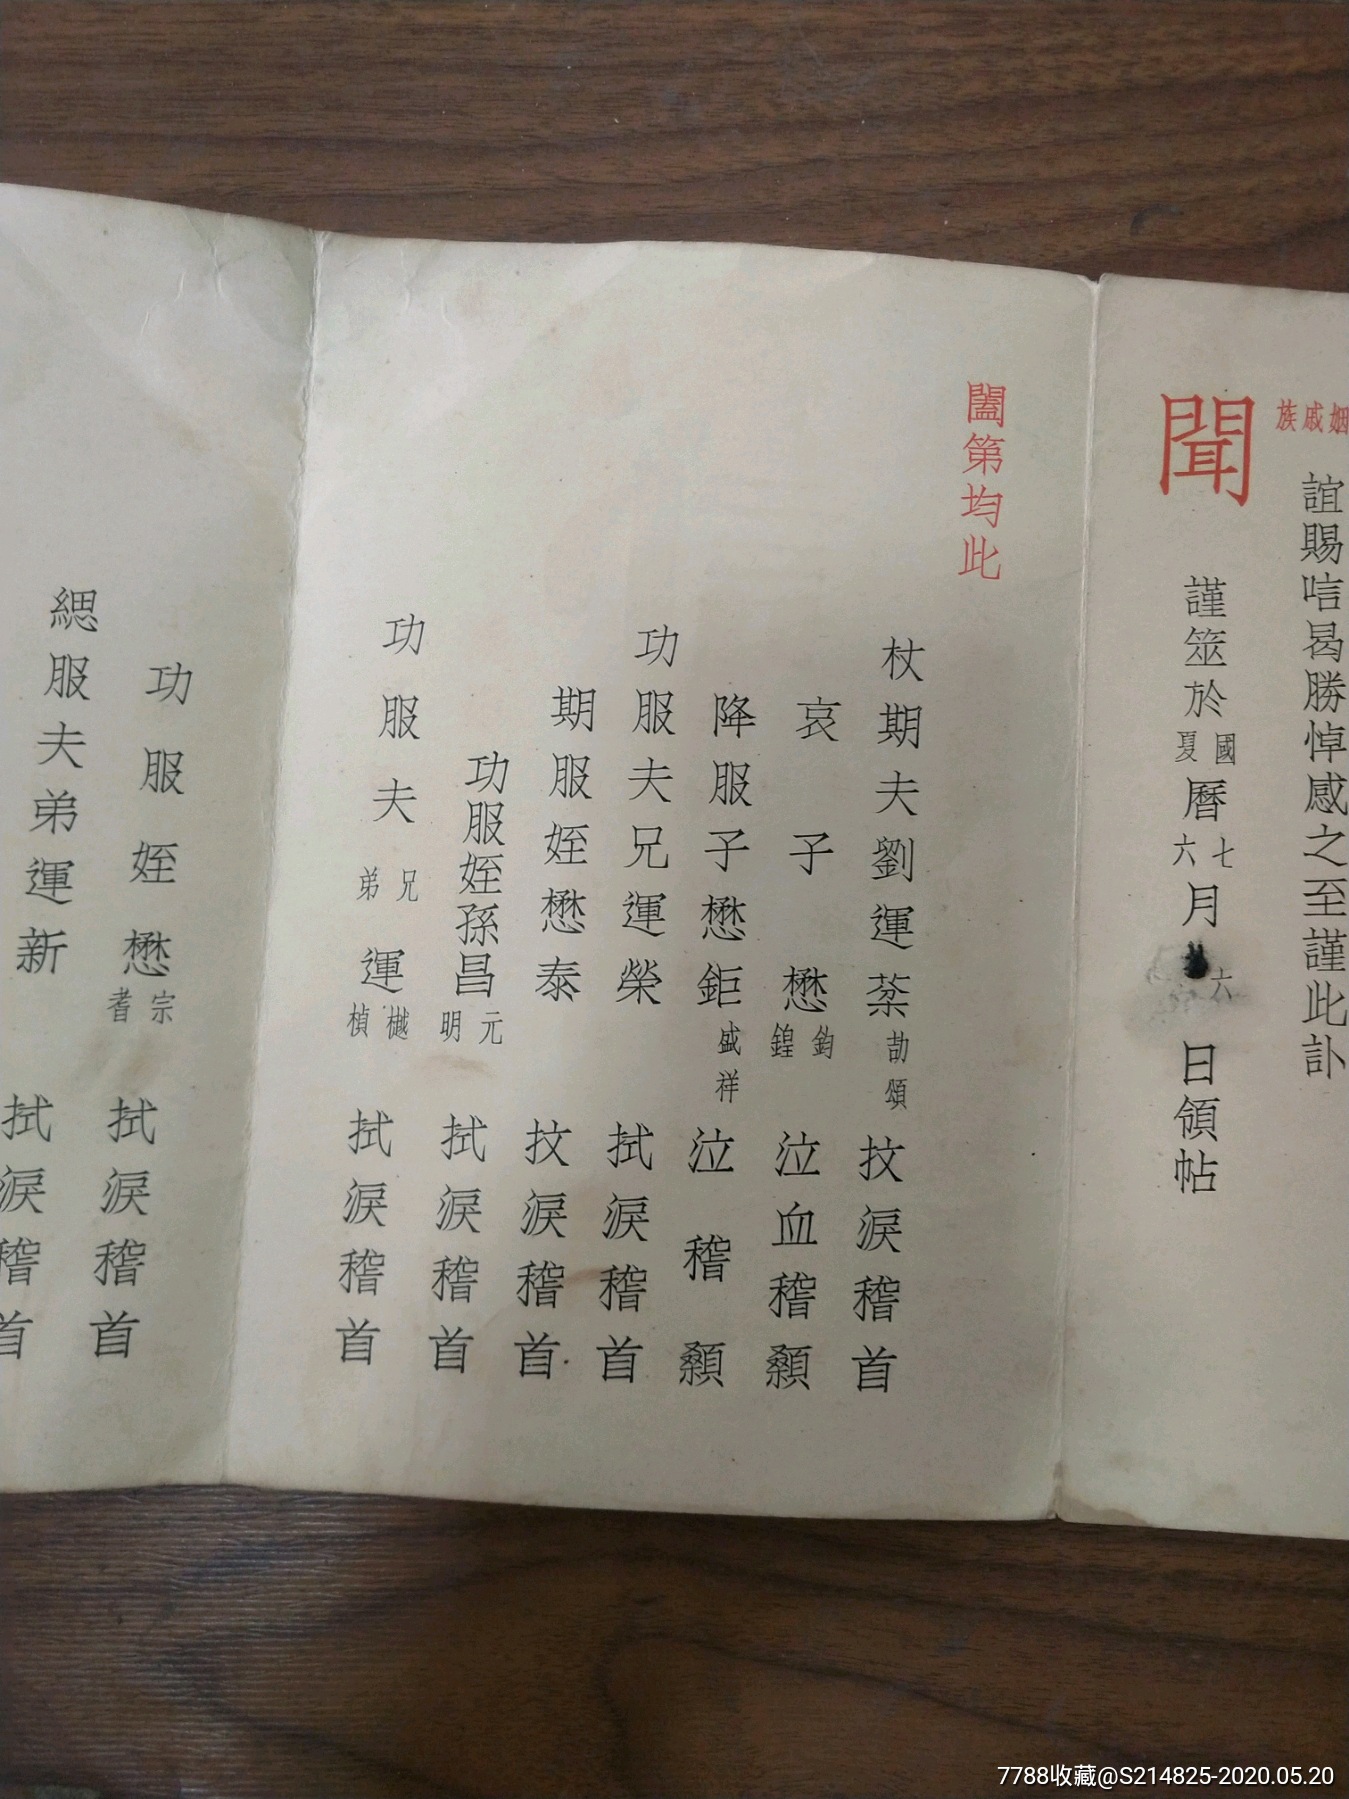 姻戚族
誼賜唁曷勝悼感之至謹此訃
聞
謹筮於國夏曆七六月六日領帖
闔第均此
杖期夫劉運棻劼頌抆淚稽首
哀子懋鈞鍠泣血稽顙
降服子懋鉅盛祥泣稽顙
功服夫兄運榮拭淚稽首
期服姪懋泰抆淚稽首
功服姪孫昌元明拭淚稽首
功服夫兄弟運樾楨拭淚稽首
功服姪懋宗耆拭淚稽首
緦服夫弟運新拭淚稽首
7788收藏@S214825-2020.05.20